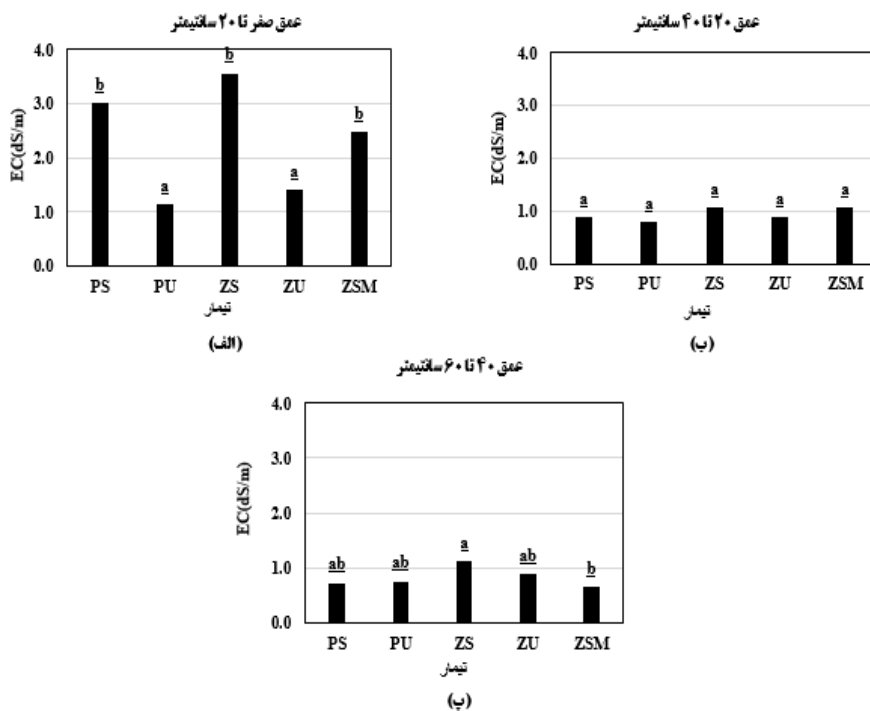 عمق صفر تا ۲۰ سانتیمتر
EC(dS/m)
4.0
3.0
2.0
1.0
0.0
b
a
b
a
b
PS PU ZS ZU ZSM
تیمار
(الف)
عمق ۲۰ تا ۴۰ سانتیمتر
EC(dS/m)
4.0
3.0
2.0
1.0
0.0
a a a a a
PS PU ZS ZU ZSM
تیمار
(ب)
عمق ۴۰ تا ۶۰ سانتیمتر
EC(dS/m)
4.0
3.0
2.0
1.0
0.0
ab ab a ab b
PS PU ZS ZU ZSM
تیمار
(پ)